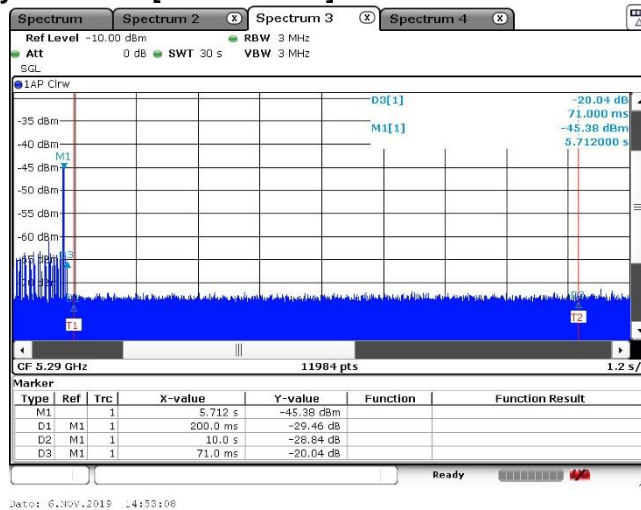 Spectrum Spectrum 2 Spectrum 3 Spectrum 4
Ref Level -10.00 dBm RBW 3 MHz
Att 0 dB SWT 30 s VBW 3 MHz
SGL
1AP Clrw
D3[1] -20.04 dB
71.000 ms
M1[1] -45.38 dBm
5.712000 s
-35 dBm
-40 dBm
M1
-45 dBm
-50 dBm
-55 dBm
-60 dBm
T1 T2
CF 5.29 GHz 11984 pts 1.2 s/
Marker
Type Ref Trc X-value Y-value Function Function Result
M1 1 5.712 s -45.38 dBm
D1 M1 1 200.0 ms -29.46 dB
D2 M1 1 10.0 s -28.84 dB
D3 M1 1 71.0 ms -20.04 dB
Ready
Date: 6.NOV.2019 14:53:08